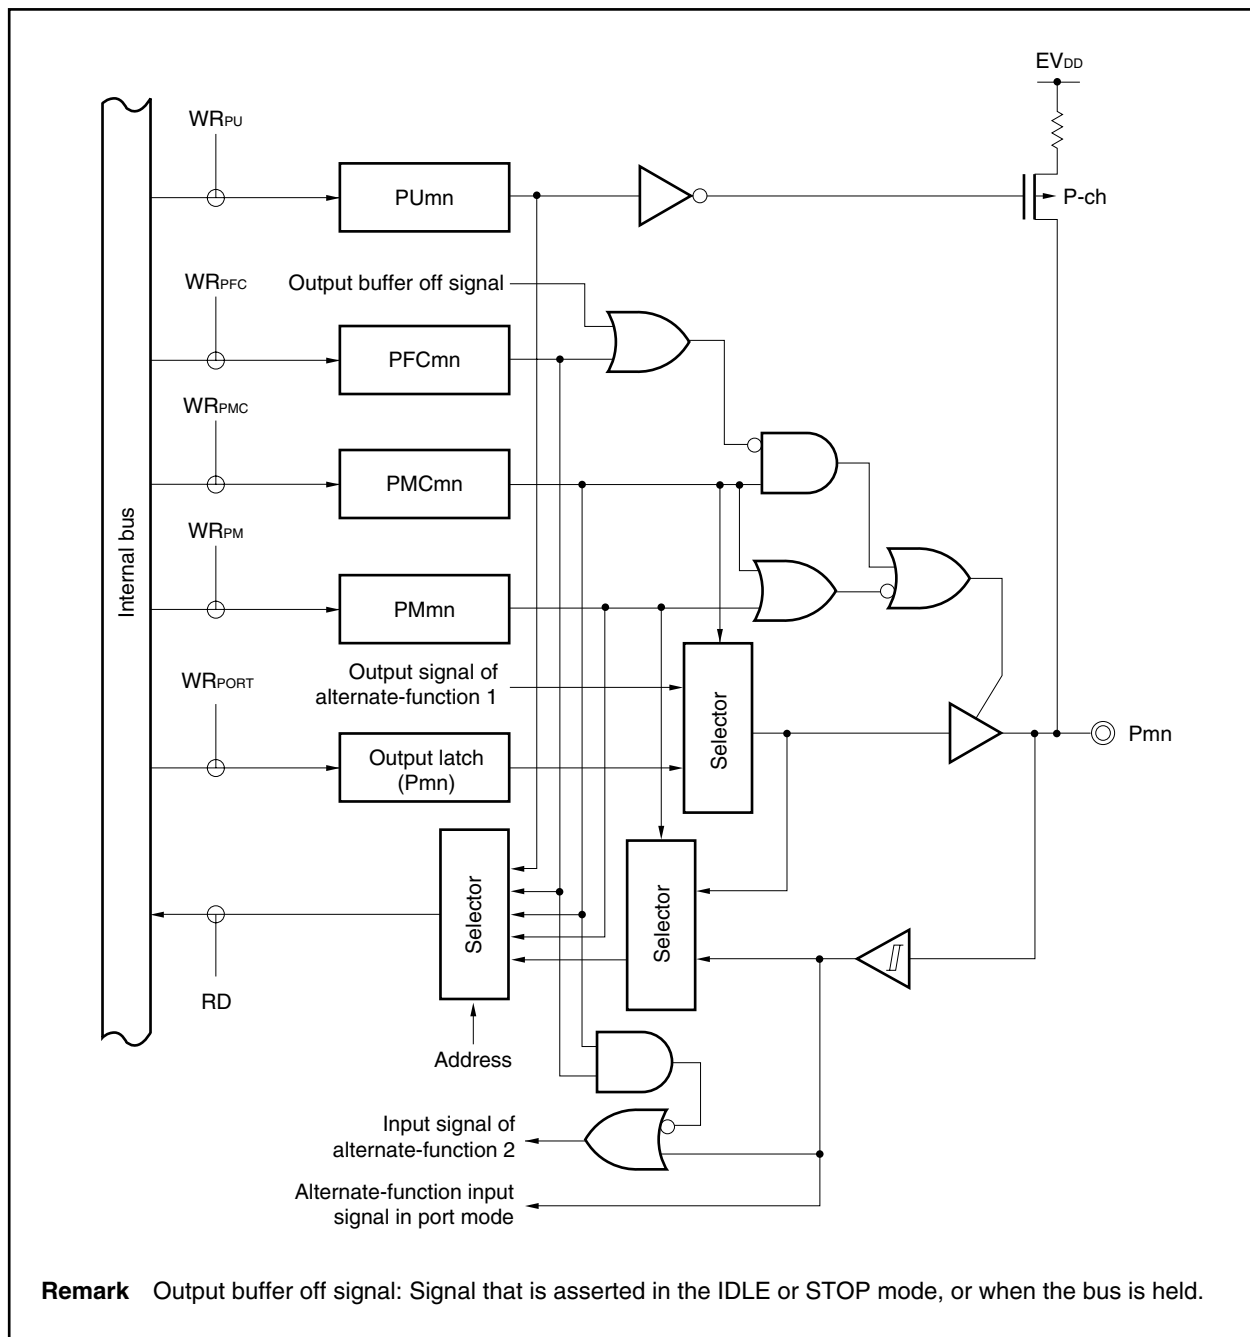 EVDD
WRPU
PUmn
P-ch
WRPFC
Output buffer off signal
PFCmn
WRPMC
PMCmn
Internal bus
WRPM
PMmn
Output signal of
alternate-function 1
WRPORT
Selector
Output latch
(Pmn)
Pmn
Selector
Selector
RD
Address
Input signal of
alternate-function 2
Alternate-function input
signal in port mode
Remark Output buffer off signal: Signal that is asserted in the IDLE or STOP mode, or when the bus is held.